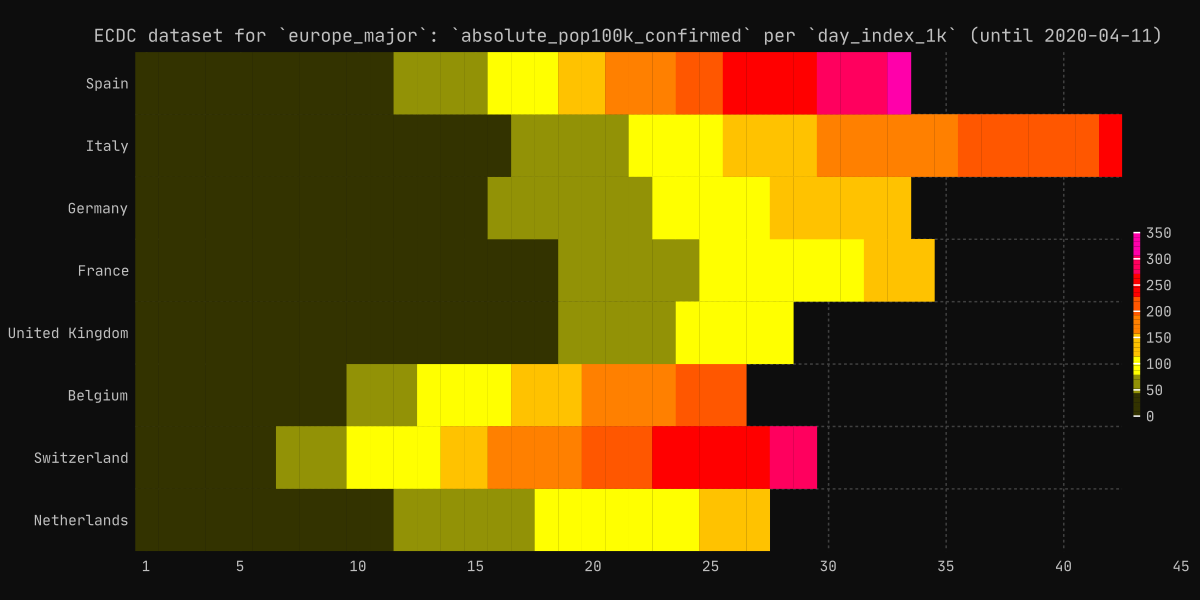 ECDC dataset for `europe_major`: `absolute_pop100k_confirmed` per `day_index_1k` (until 2020-04-11)
Spain
Italy
Germany
France
United Kingdom
Belgium
Switzerland
Netherlands
350
300
250
200
150
100
50
0
1 5 10 15 20 25 30 35 40 45